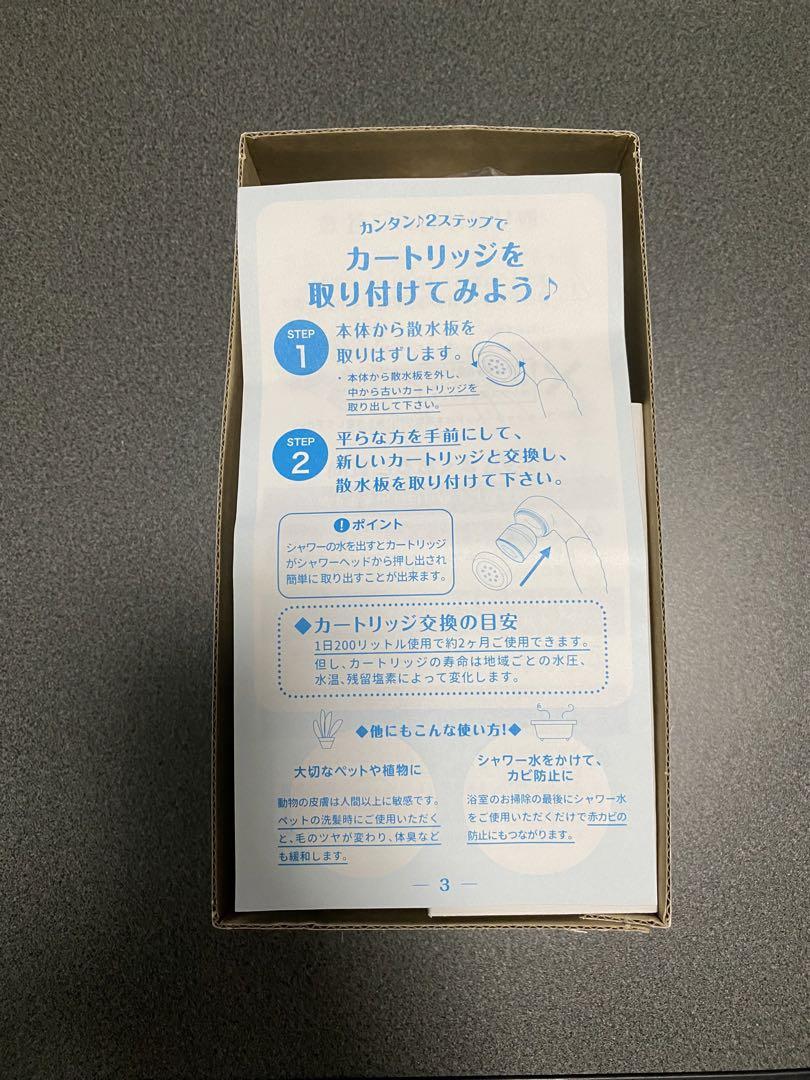 カンタン♪2ステップで
カートリッジを
取り付けてみよう♪
STEP
1
本体から散水板を
取りはずします。
・本体から散水板を外し、
中から古いカートリッジを
取り出して下さい。
STEP
2
平らな方を手前にして、
新しいカートリッジと交換し、
散水板を取り付けて下さい。
!ポイント
シャワーの水を出すとカートリッジ
がシャワーヘッドから押し出され
簡単に取り出すことが出来ます。
◆カートリッジ交換の目安
1日200リットル使用で約2ヶ月ご使用できます。
但し、カートリッジの寿命は地域ごとの水圧、
水温、残留塩素によって変化します。
◆他にもこんな使い方!◆
大切なペットや植物に
動物の皮膚は人間以上に敏感です。
ペットの洗髪時にご使用いただく
と、毛のツヤが変わり、体臭など
も緩和します。
シャワー水をかけて、
カビ防止に
浴室のお掃除の最後にシャワー水
をご使用いただくだけで赤カビの
防止にもつながります。
— 3 —